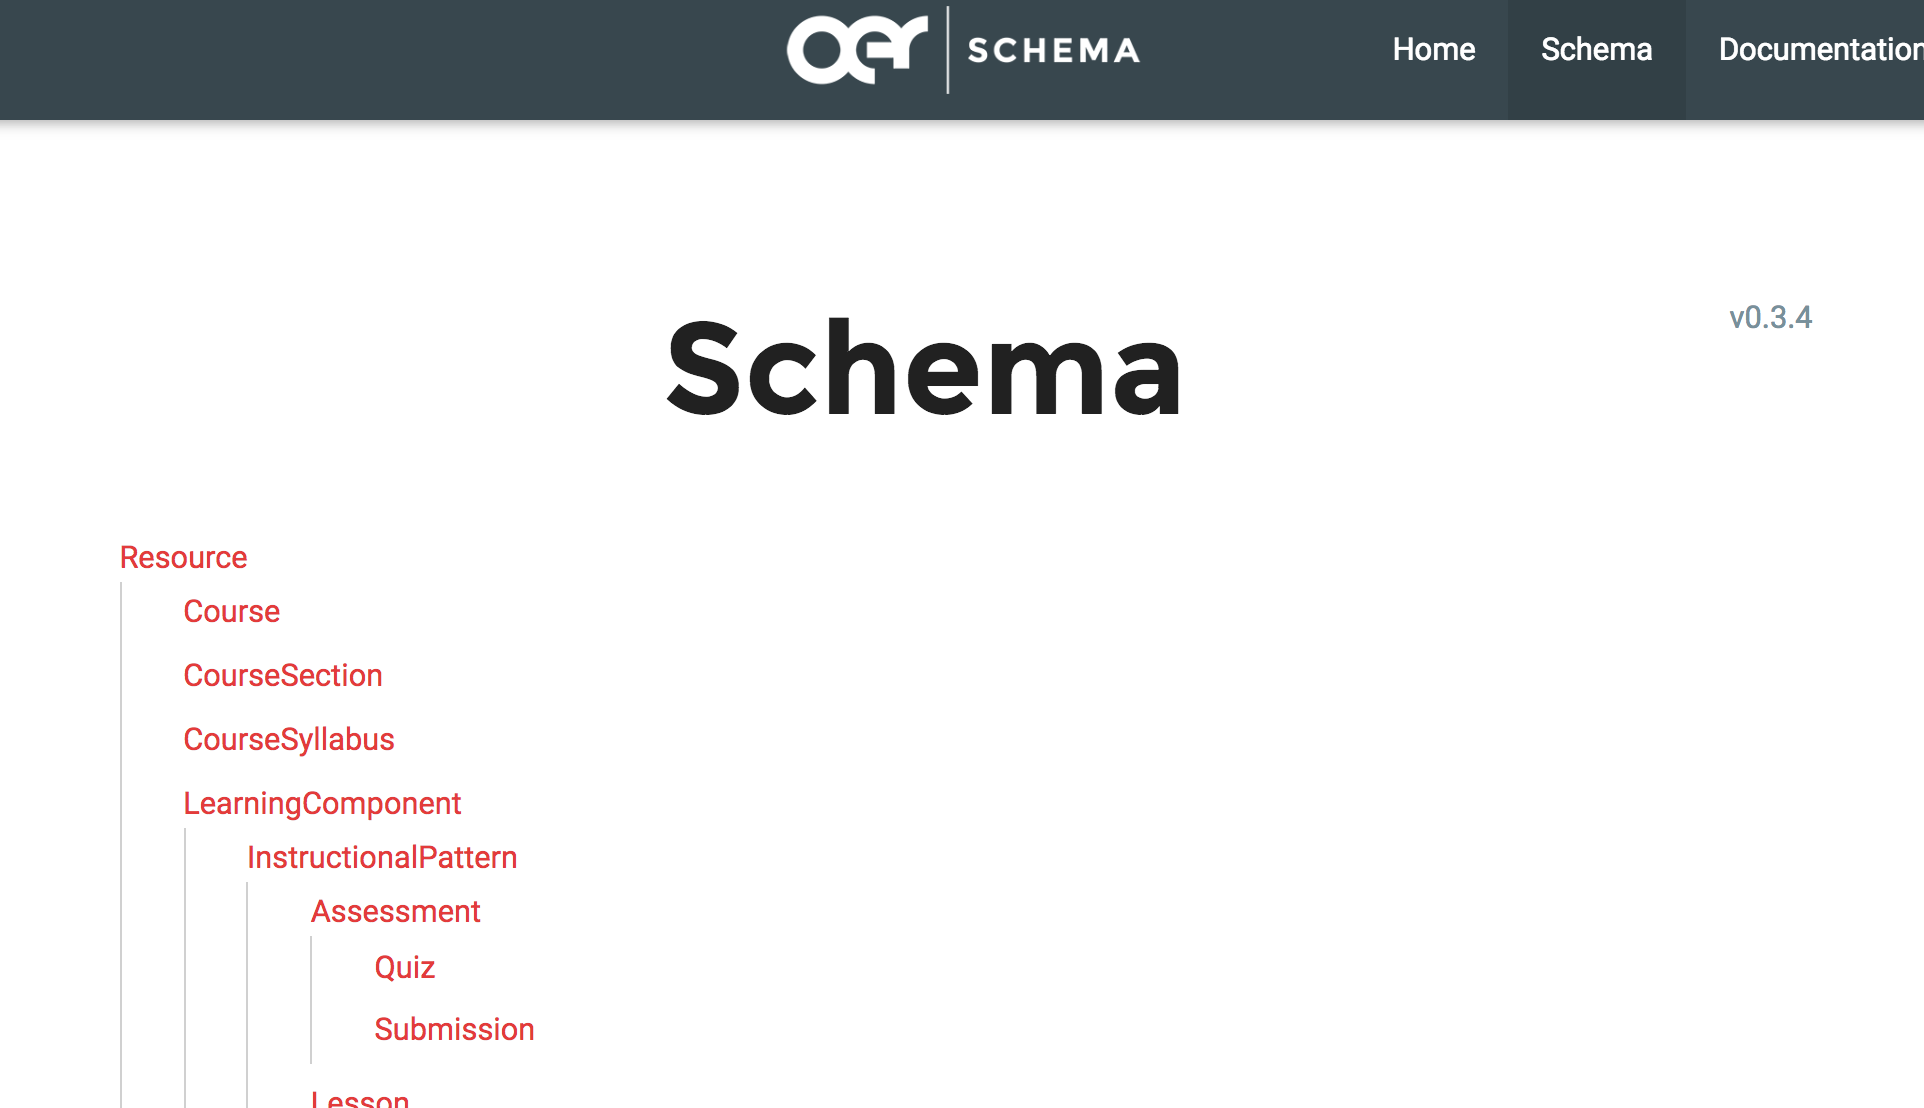 oer SCHEMA Home Schema Documentation
v0.3.4
Schema
Resource
Course
CourseSection
CourseSyllabus
LearningComponent
InstructionalPattern
Assessment
Quiz
Submission
Lesson